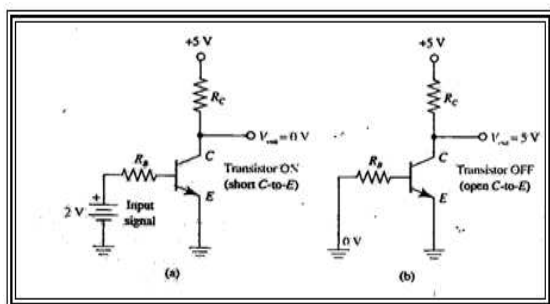 +5 V
R_C
V_out = 0 V
C
R_B
Transistor ON
(short C-to-E)
E
+
2 V
Input
signal
(a)
+5 V
R_C
V_out = 5 V
C
R_B
Transistor OFF
(open C-to-E)
E
0 V
(b)